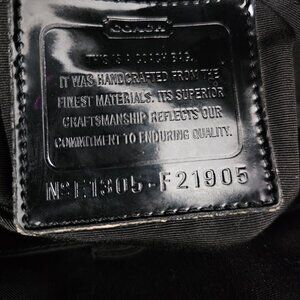 COACH
THIS IS A COACH BAG.
IT WAS HANDCRAFTED FROM THE
FINEST MATERIALS. ITS SUPERIOR
CRAFTSMANSHIP REFLECTS OUR
COMMITMENT TO ENDURING QUALITY.
Nº E1305-F21905